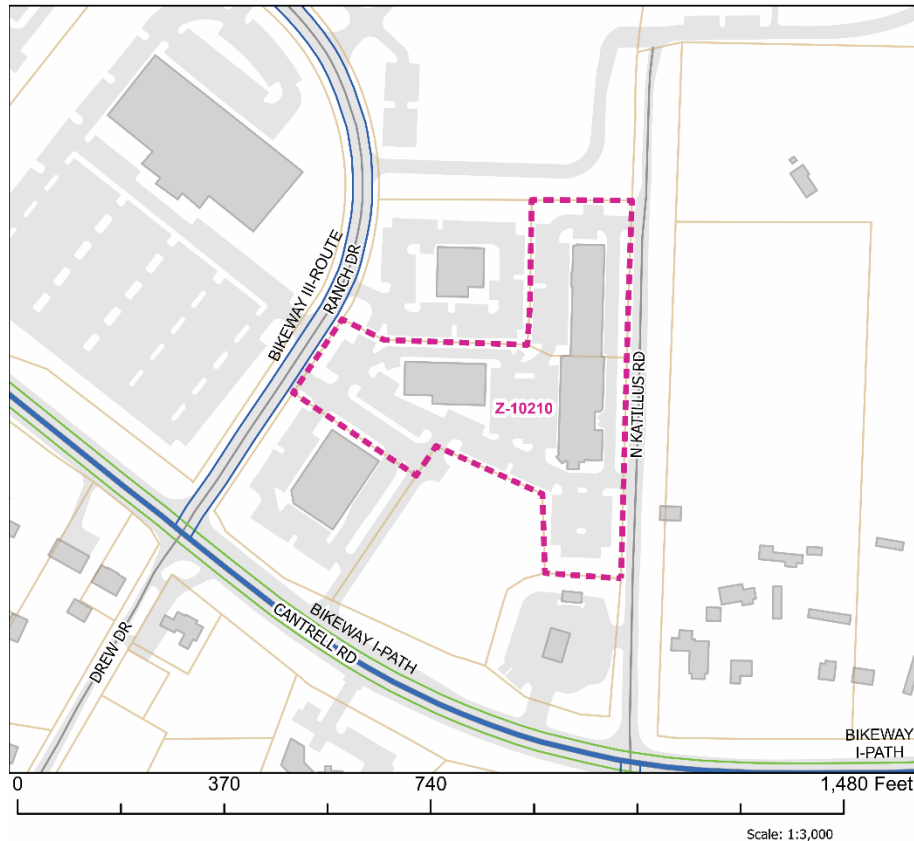 BIKEWAY III-ROUTE
RANCH DR
N KATILLUS RD
Z-10210
DREW DR
BIKEWAY I-PATH
CANTRELL RD
BIKEWAY
I-PATH
0 370 740 1,480 Feet
Scale: 1:3,000